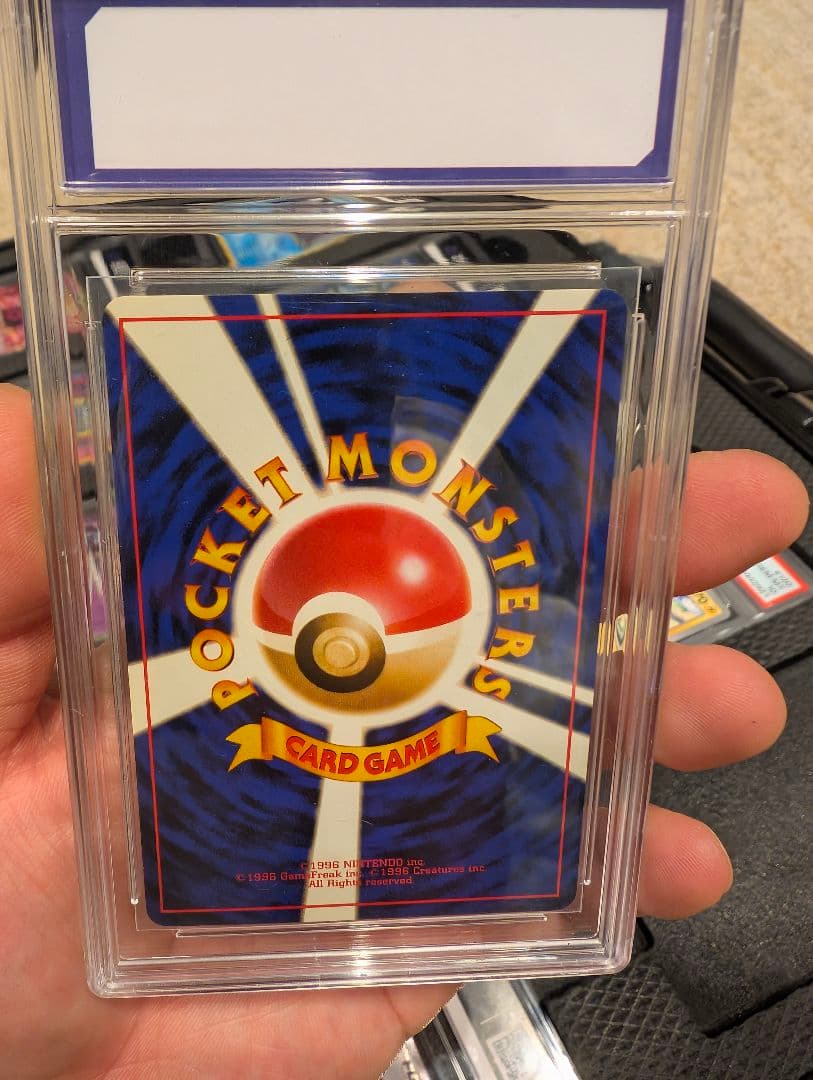 POCKET MONSTERS
CARD GAME
©1996 NINTENDO inc.
©1996 GameFreak inc. ©1996 Creatures inc.
All Rights reserved.